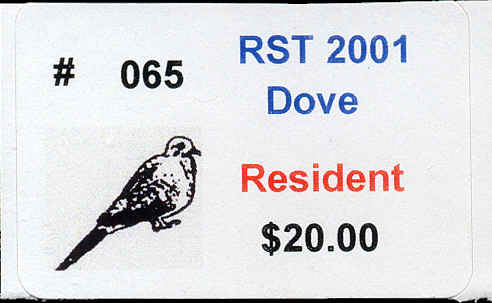 # 065
RST 2001
Dove
Resident
$20.00